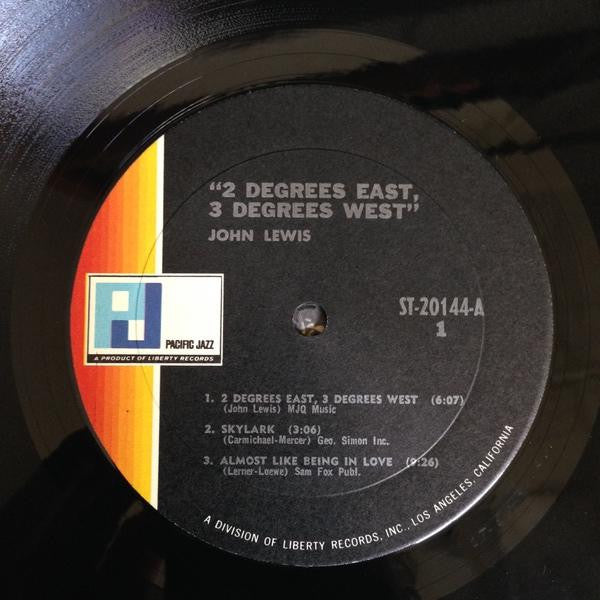 “2 DEGREES EAST,
3 DEGREES WEST”
JOHN LEWIS
ST-20144-A
1
PJ
PACIFIC JAZZ
A PRODUCT OF LIBERTY RECORDS
1. 2 DEGREES EAST, 3 DEGREES WEST (6:07)
(John Lewis) MJQ Music
2. SKYLARK (3:06)
(Carmichael-Mercer) Geo. Simon Inc.
3. ALMOST LIKE BEING IN LOVE (9:26)
(Lerner-Loewe) Sam Fox Publ.
A DIVISION OF LIBERTY RECORDS, INC., LOS ANGELES, CALIFORNIA